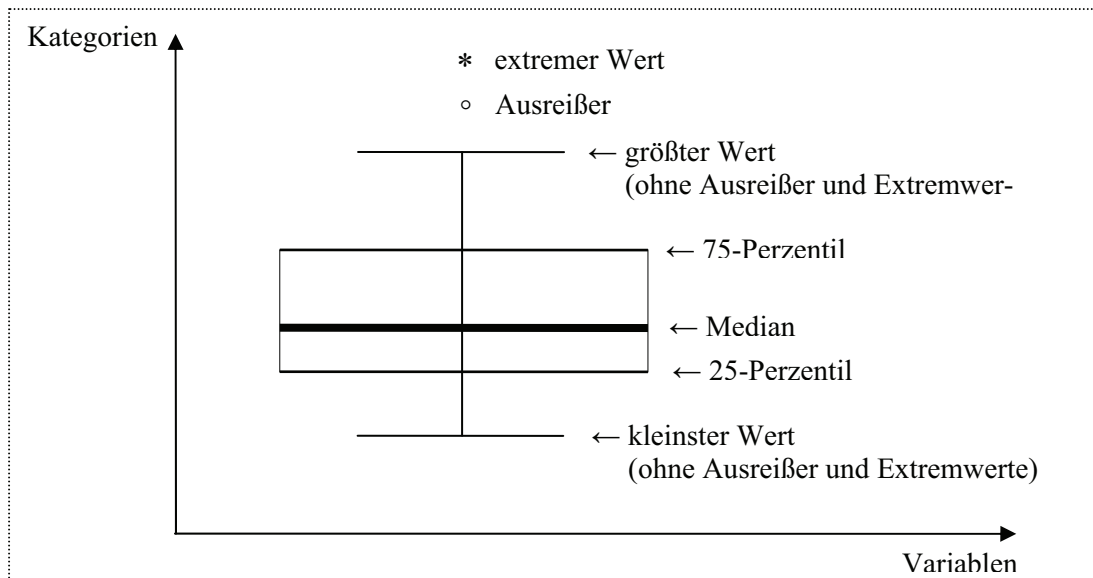 Kategorien
* extremer Wert
○ Ausreißer
← größter Wert
(ohne Ausreißer und Extremwer-
← 75-Perzentil
← Median
← 25-Perzentil
← kleinster Wert
(ohne Ausreißer und Extremwerte)
Variablen